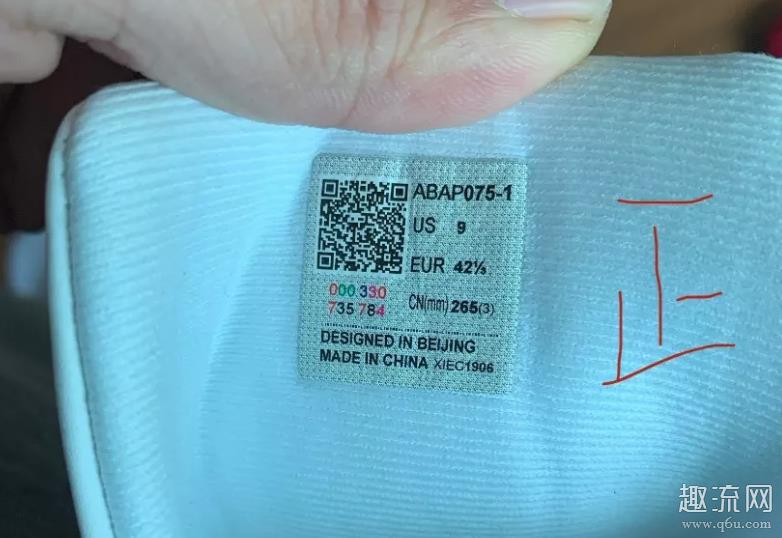 ABAP075-1
US 9
EUR 42⅓
000 330
735 784
CN(mm) 265(3)
DESIGNED IN BEIJING
MADE IN CHINA XIEC1906
正
趣流网
www.q6u.com